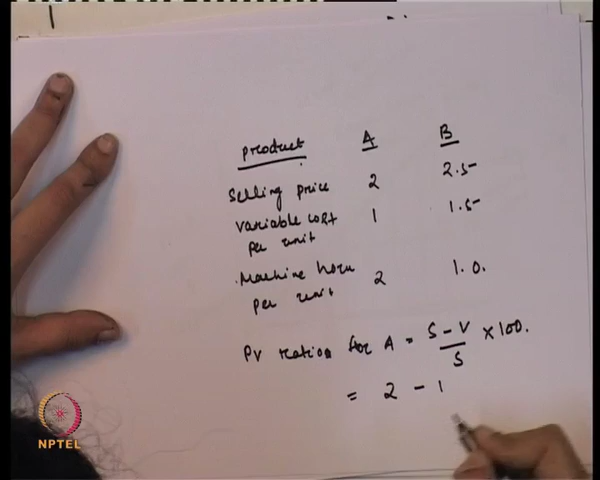 product A B
Selling price 2 2.5
Variable cost 1 1.5
per unit
Machine hour 2 1.0.
per unit
PV ration for A = S - V / S × 100.
= 2 - 1
NPTEL